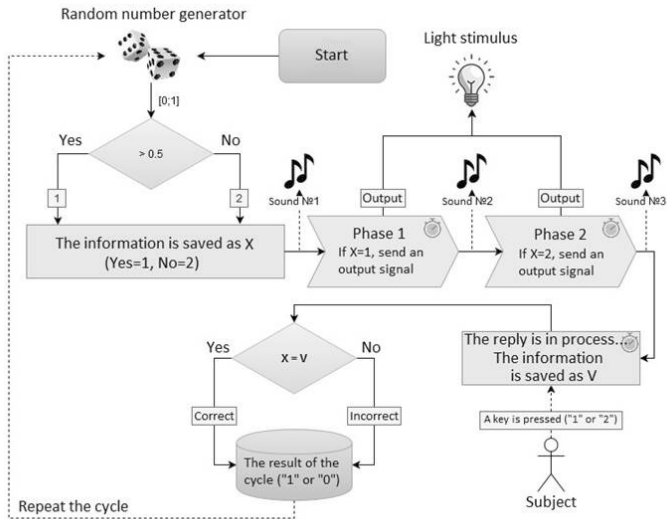 Random number generator
Start
Light stimulus
[0;1]
Yes
No
> 0.5
1
2
Sound №1
Output
Sound №2
Output
Sound №3
The information is saved as X
(Yes=1, No=2)
Phase 1
If X=1, send an
output signal
Phase 2
If X=2, send an
output signal
Yes
No
X = V
The reply is in process...
The information
is saved as V
Correct
Incorrect
A key is pressed ("1" or "2")
The result of the
cycle ("1" or "0")
Subject
Repeat the cycle